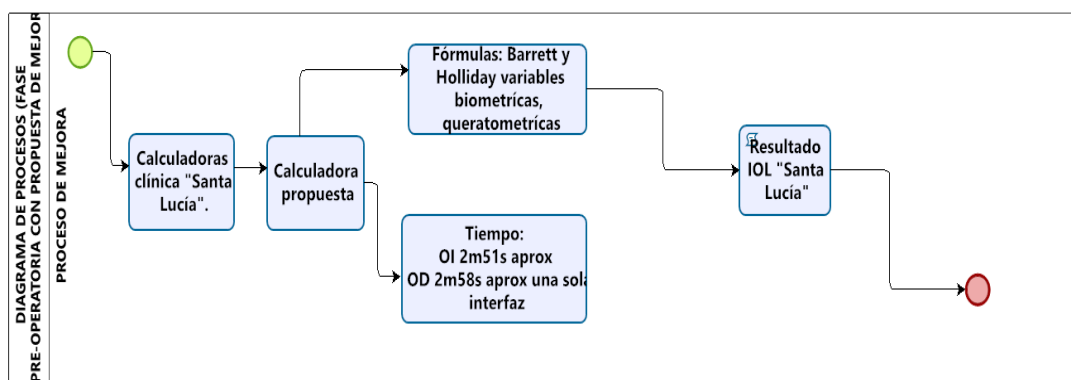 DIAGRAMA DE PROCESOS (FASE
PRE-OPERATORIA CON PROPUESTA DE MEJOR
PROCESO DE MEJORA
Calculadoras
clínica "Santa
Lucía".
Calculadora
propuesta
Fórmulas: Barrett y
Holliday variables
biometrícas,
queratometrícas
Tiempo:
OI 2m51s aprox
OD 2m58s aprox una sola
interfaz
Resultado
IOL "Santa
Lucía"